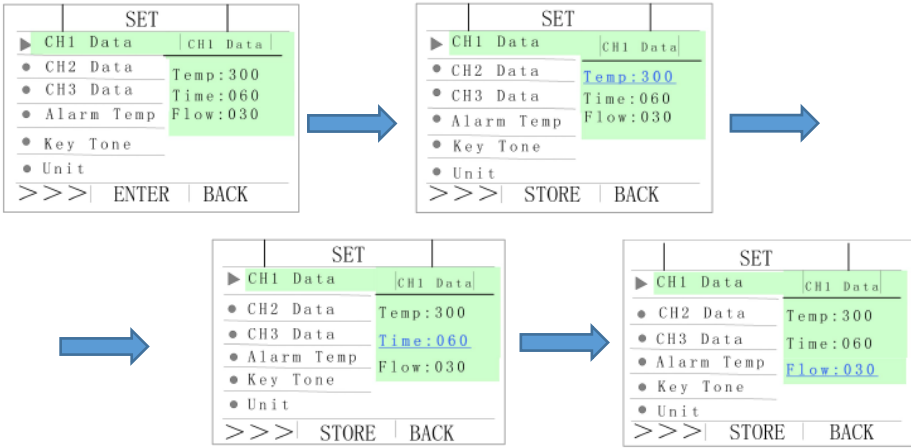 SET
CH1 Data
CH1 Data
CH2 Data
Temp:300
CH3 Data
Time:060
Alarm Temp
Flow:030
Key Tone
Unit
>>> ENTER BACK
SET
CH1 Data
CH1 Data
CH2 Data
Temp:300
CH3 Data
Time:060
Alarm Temp
Flow:030
Key Tone
Unit
>>> STORE BACK
SET
CH1 Data
CH1 Data
CH2 Data
Temp:300
CH3 Data
Time:060
Alarm Temp
Flow:030
Key Tone
Unit
>>> STORE BACK
SET
CH1 Data
CH1 Data
CH2 Data
Temp:300
CH3 Data
Time:060
Alarm Temp
Flow:030
Key Tone
Unit
>>> STORE BACK